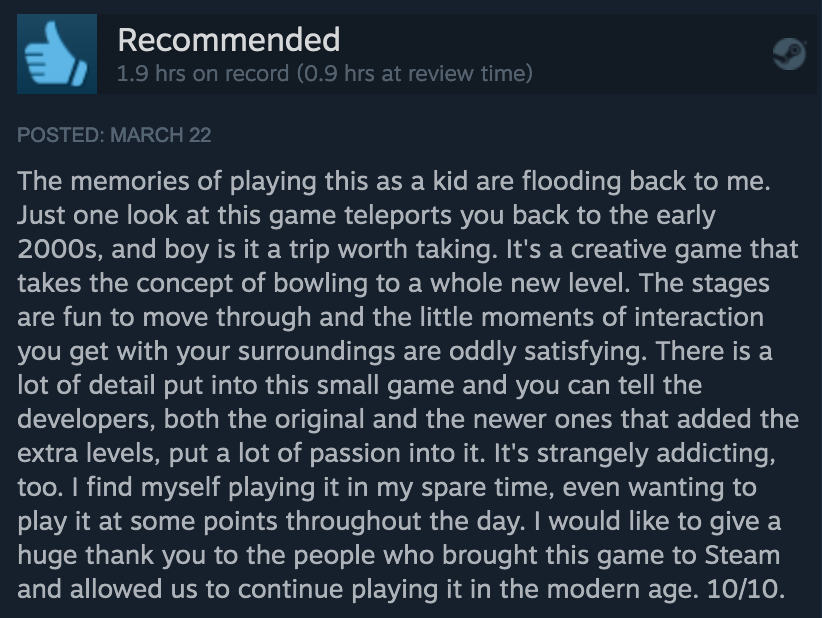 Recommended
1.9 hrs on record (0.9 hrs at review time)
POSTED: MARCH 22
The memories of playing this as a kid are flooding back to me.
Just one look at this game teleports you back to the early
2000s, and boy is it a trip worth taking. It's a creative game that
takes the concept of bowling to a whole new level. The stages
are fun to move through and the little moments of interaction
you get with your surroundings are oddly satisfying. There is a
lot of detail put into this small game and you can tell the
developers, both the original and the newer ones that added the
extra levels, put a lot of passion into it. It's strangely addicting,
too. I find myself playing it in my spare time, even wanting to
play it at some points throughout the day. I would like to give a
huge thank you to the people who brought this game to Steam
and allowed us to continue playing it in the modern age. 10/10.